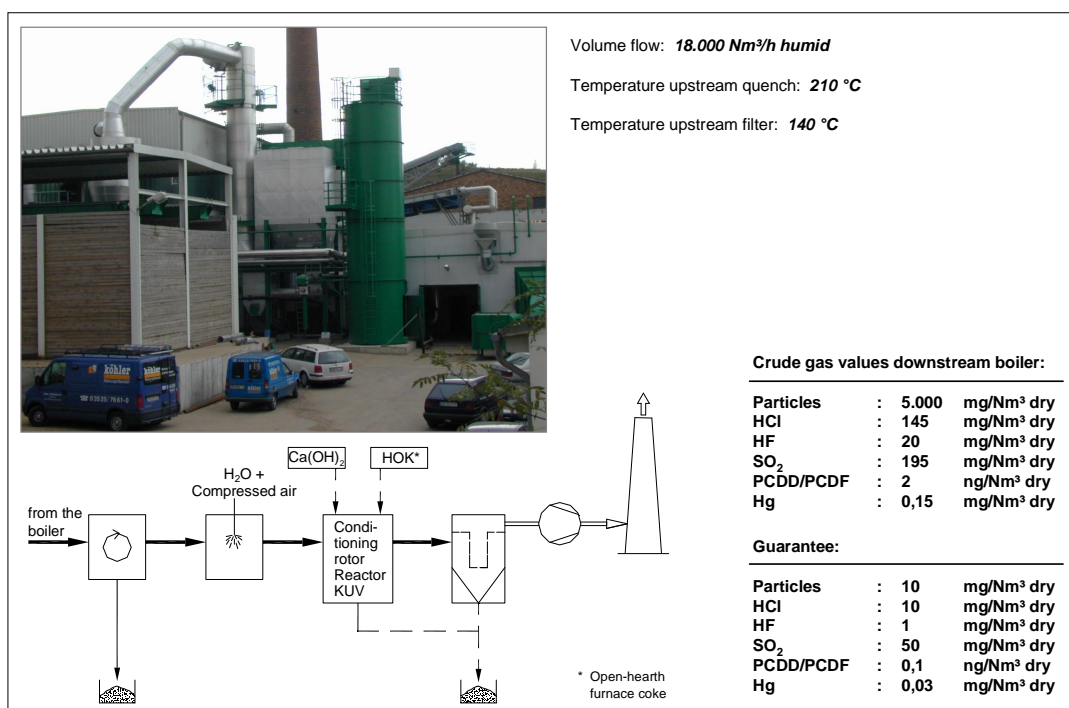 Volume flow: 18.000 Nm³/h humid
Temperature upstream quench: 210 °C
Temperature upstream filter: 140 °C
köhler
03535/7661-0
Ca(OH)₂
HOK*
H₂O +
Compressed air
from the
boiler
Condi-
tioning
rotor
Reactor
KUV
* Open-hearth
furnace coke
Crude gas values downstream boiler:
Particles : 5.000 mg/Nm³ dry
HCl : 145 mg/Nm³ dry
HF : 20 mg/Nm³ dry
SO₂ : 195 mg/Nm³ dry
PCDD/PCDF : 2 ng/Nm³ dry
Hg : 0,15 mg/Nm³ dry
Guarantee:
Particles : 10 mg/Nm³ dry
HCl : 10 mg/Nm³ dry
HF : 1 mg/Nm³ dry
SO₂ : 50 mg/Nm³ dry
PCDD/PCDF : 0,1 ng/Nm³ dry
Hg : 0,03 mg/Nm³ dry